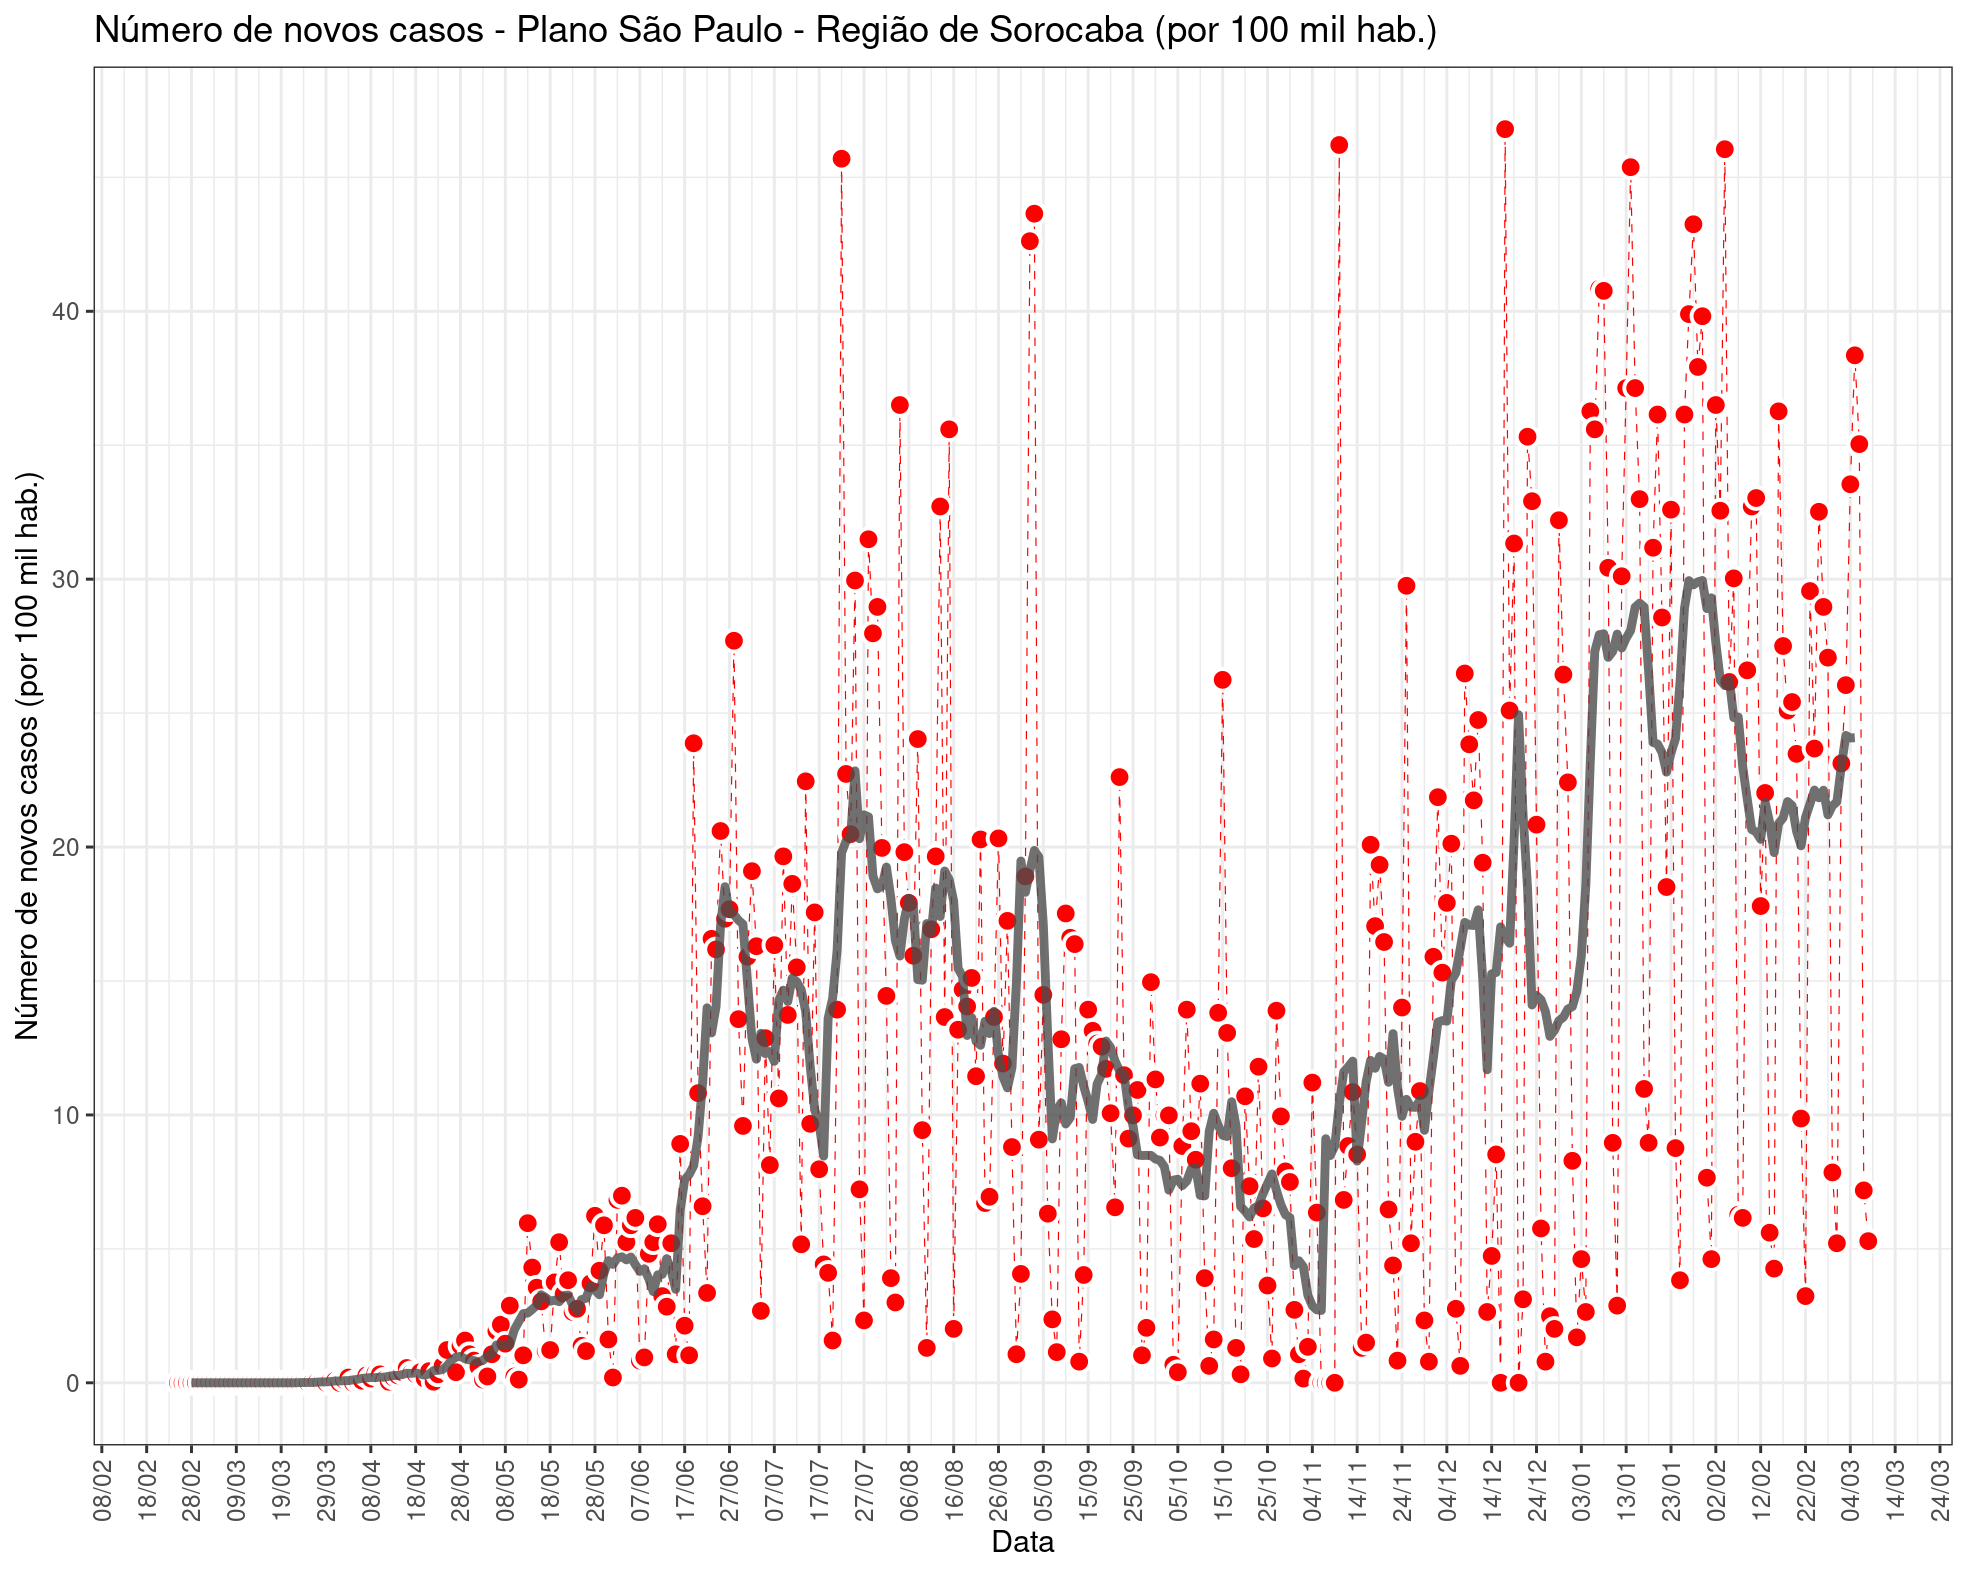 Número de novos casos - Plano São Paulo - Região de Sorocaba (por 100 mil hab.)
Número de novos casos (por 100 mil hab.)
40
30
20
10
0
08/02 18/02 28/02 09/03 19/03 29/03 08/04 18/04 28/04 08/05 18/05 28/05 07/06 17/06 27/06 07/07 17/07 27/07 06/08 16/08 26/08 05/09 15/09 25/09 05/10 15/10 25/10 04/11 14/11 24/11 04/12 14/12 24/12 03/01 13/01 23/01 02/02 12/02 22/02 04/03 14/03 24/03
Data